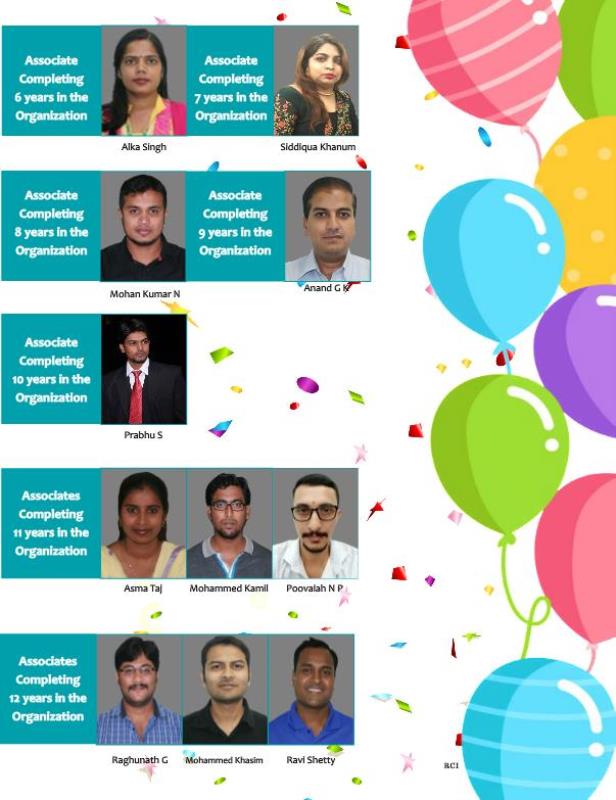 Associate
Completing
6 years in the
Organization
Associate
Completing
7 years in the
Organization
Alka Singh
Siddiqua Khanum
Associate
Completing
8 years in the
Organization
Associate
Completing
9 years in the
Organization
Mohan Kumar N
Anand G K
Associate
Completing
10 years in the
Organization
Prabhu S
Associates
Completing
11 years in the
Organization
Asma Taj
Mohammed Kamil
Poovalah N P
Associates
Completing
12 years in the
Organization
Raghunath G
Mohammed Khasim
Ravi Shetty
RCI